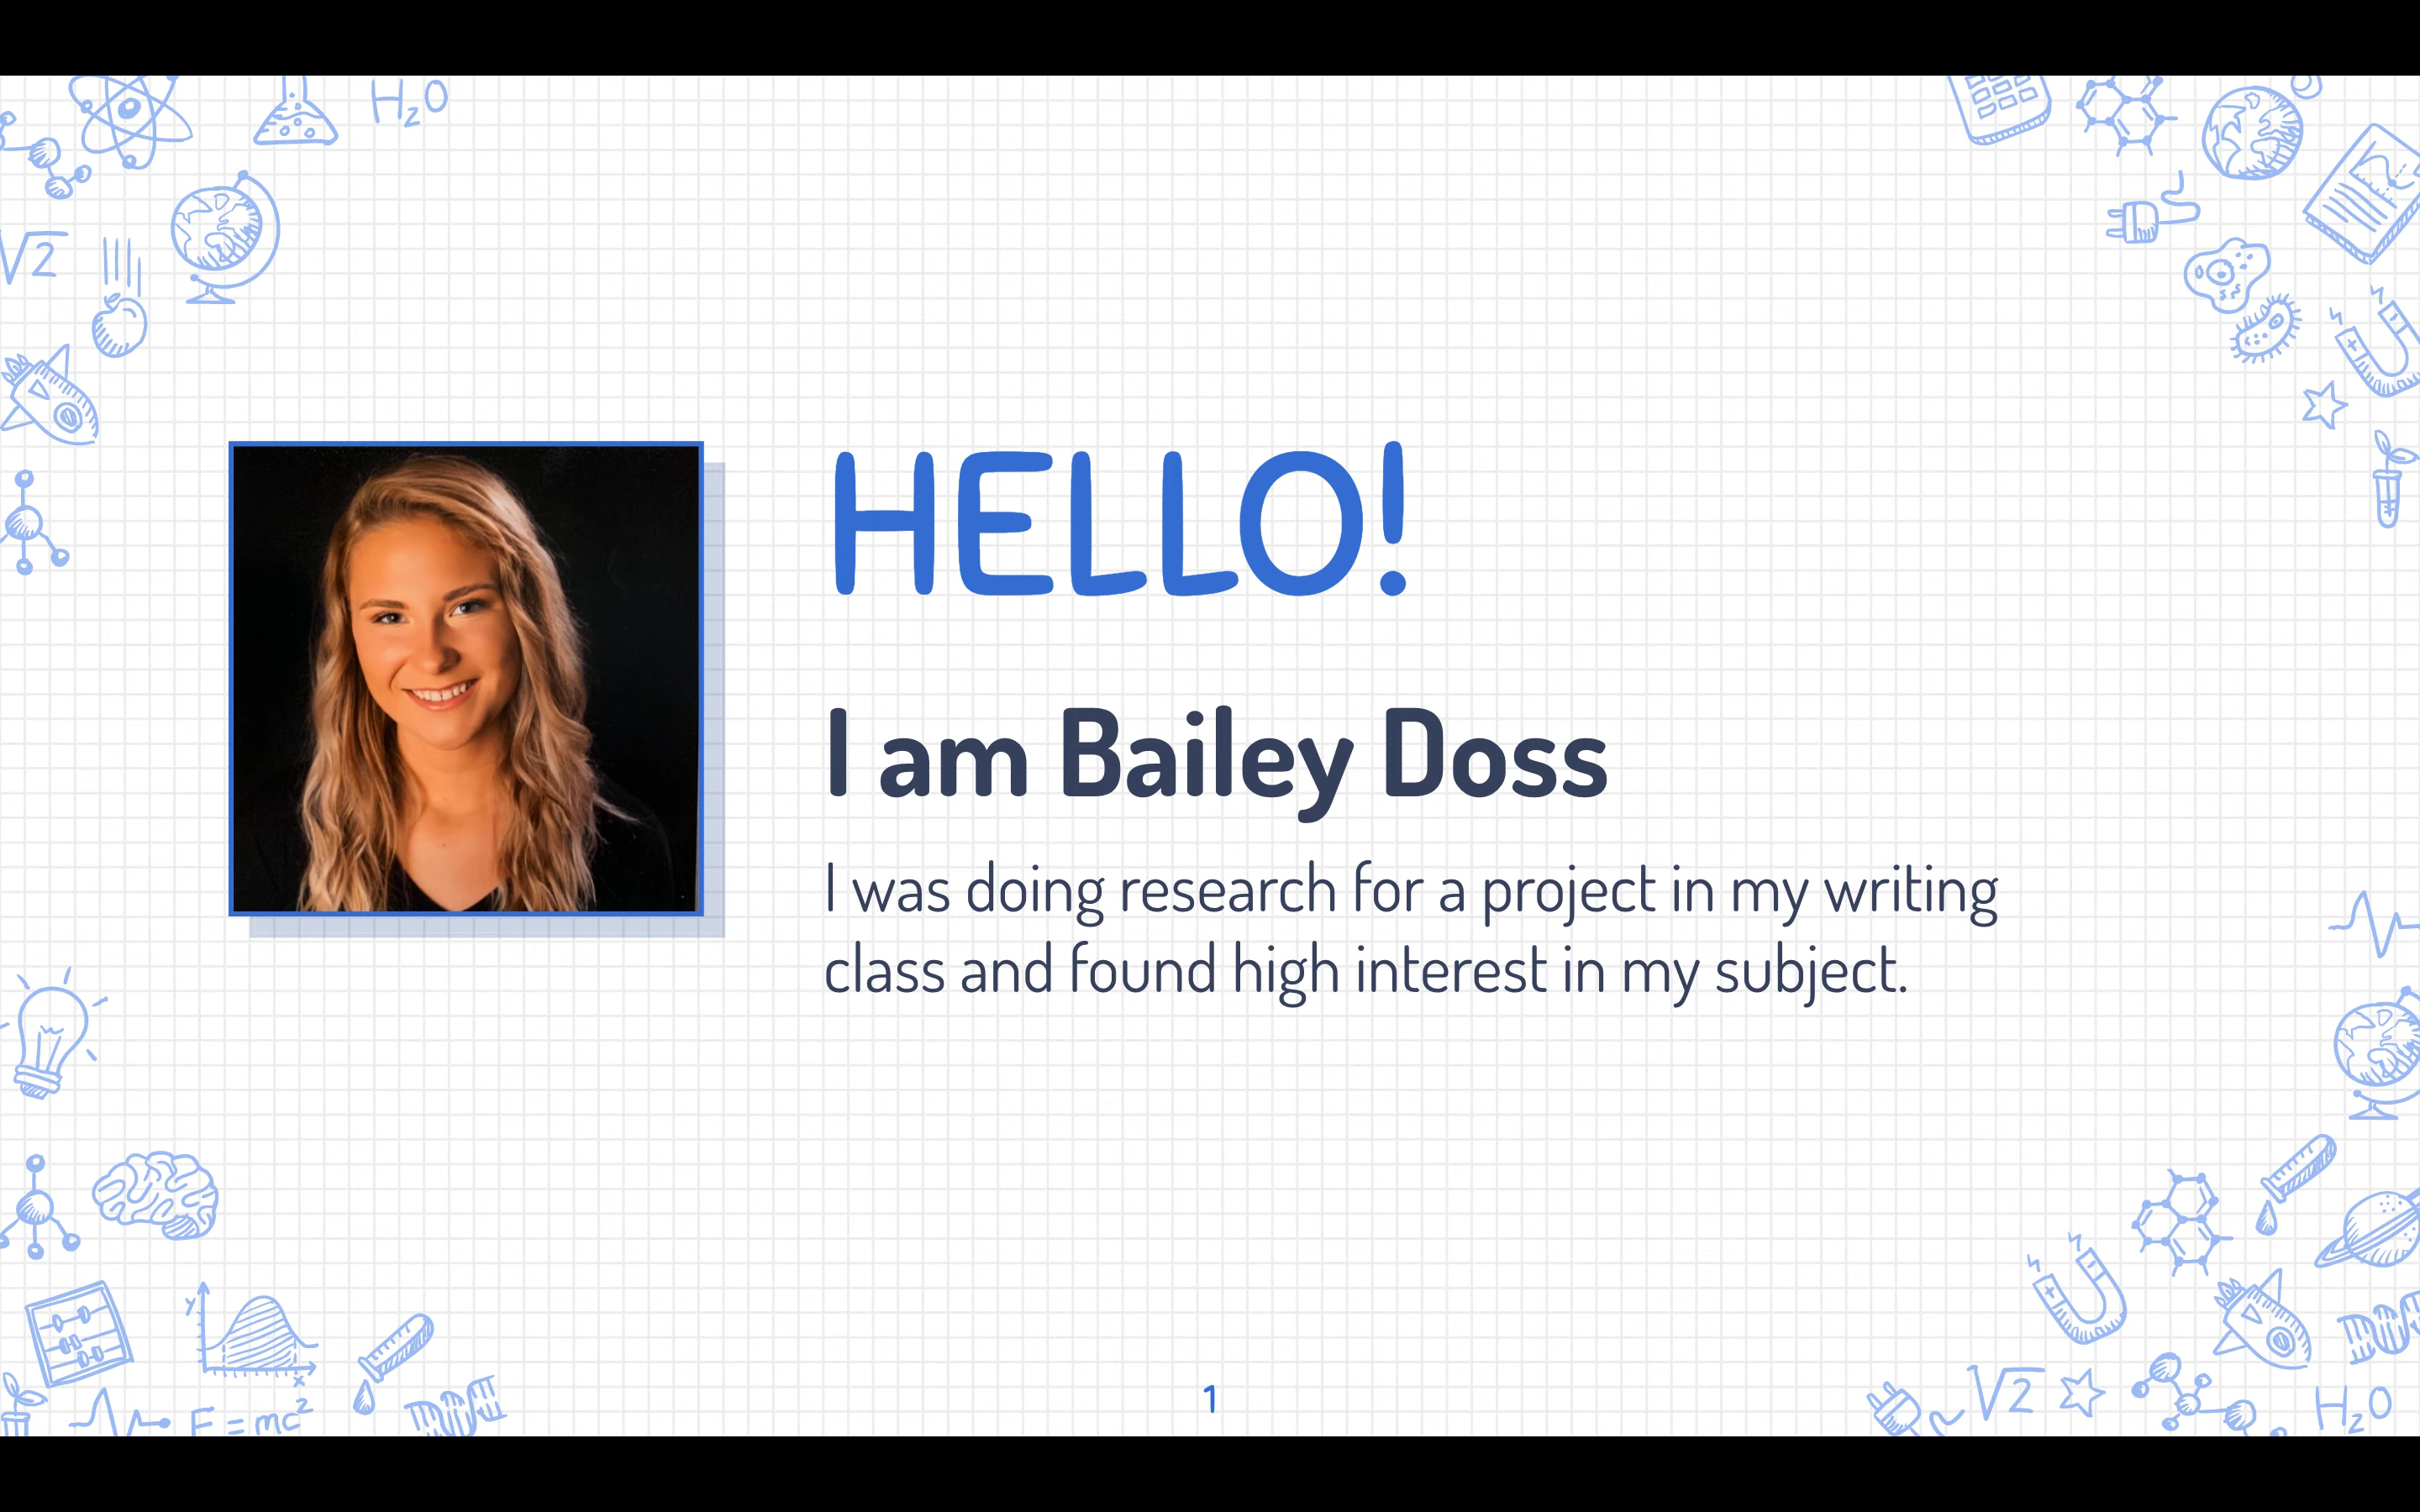 H₂O
√2
HELLO!
I am Bailey Doss
I was doing research for a project in my writing
class and found high interest in my subject.
y
x
E=mc²
1
√2
H₂O